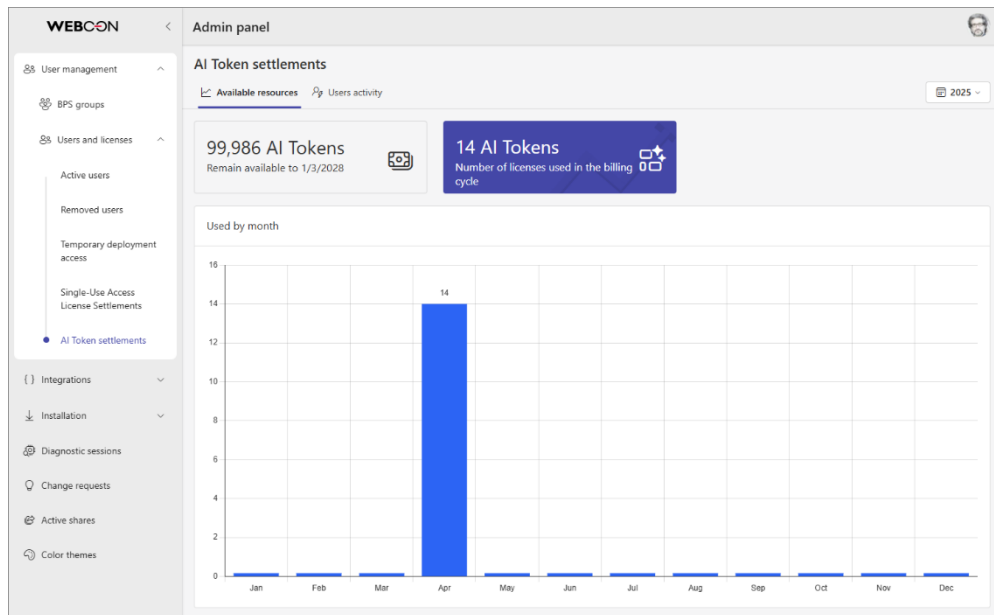 WEBCON
Admin panel
User management
BPS groups
Users and licenses
Active users
Removed users
Temporary deployment
access
Single-Use Access
License Settlements
AI Token settlements
{ } Integrations
Installation
Diagnostic sessions
Change requests
Active shares
Color themes
AI Token settlements
Available resources
Users activity
2025
99,986 AI Tokens
Remain available to 1/3/2028
14 AI Tokens
Number of licenses used in the billing
cycle
Used by month
16
14
12
10
8
6
4
2
0
14
Jan Feb Mar Apr May Jun Jul Aug Sep Oct Nov Dec